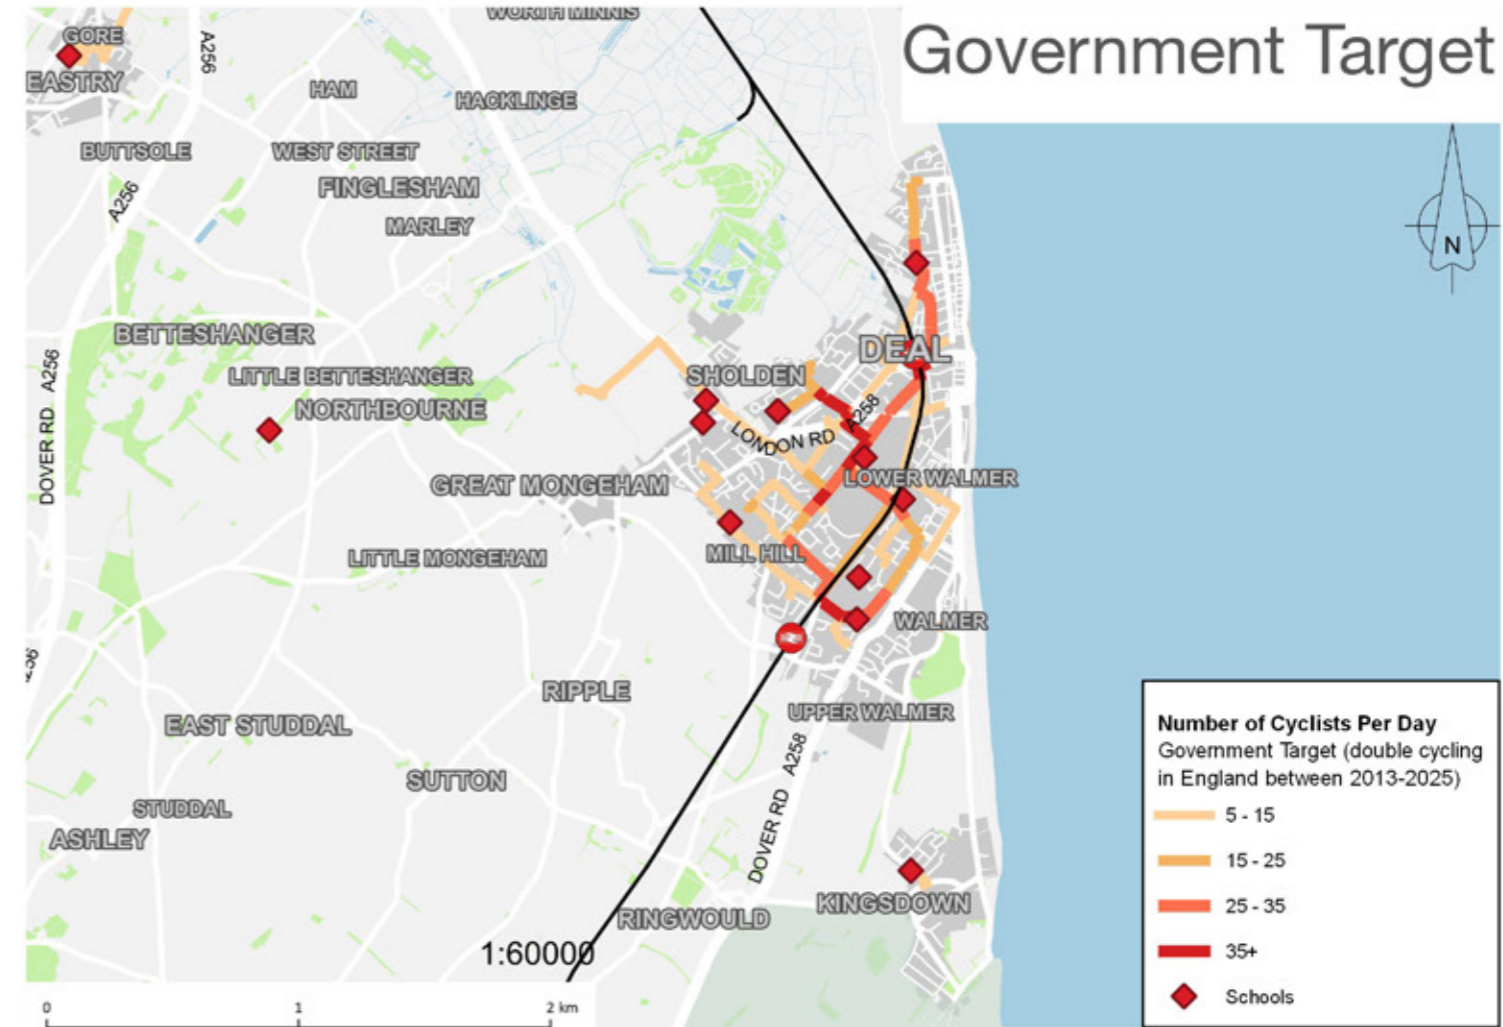 WORTH MINNIS
Government Target
GORE
A256
EASTRY
HAM
HACKLINGE
BUTTSOLE
WEST STREET
A256
FINGLESHAM
MARLEY
N
BETTESHANGER
DEAL
LITTLE BETTESHANGER
SHOLDEN
DOVER RD A256
NORTHBOURNE
A258
LONDON RD
GREAT MONGEHAM
LOWER WALMER
LITTLE MONGEHAM
MILL HILL
WALMER
RIPPLE
UPPER WALMER
EAST STUDDAL
DOVER RD A258
SUTTON
STUDDAL
ASHLEY
KINGSDOWN
RINGWOULD
1:60000
0 1 2 km
Number of Cyclists Per Day
Government Target (double cycling
in England between 2013-2025)
5 - 15
15 - 25
25 - 35
35+
Schools